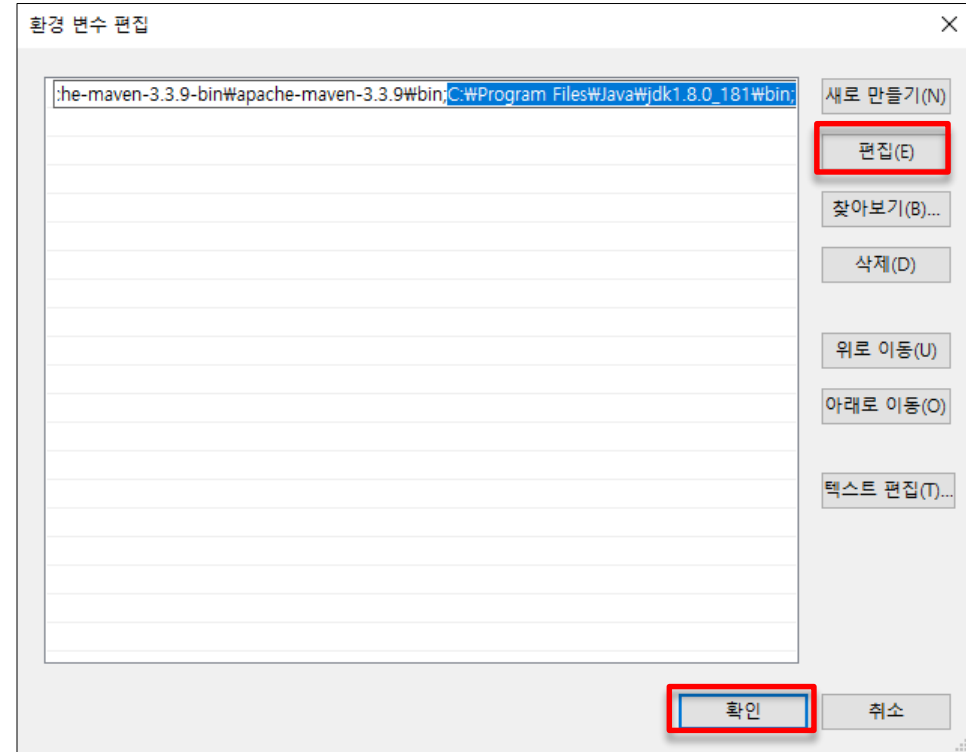 환경 변수 편집
:he-maven-3.3.9-bin₩apache-maven-3.3.9₩bin;C:₩Program Files₩Java₩jdk1.8.0_181₩bin;
새로 만들기(N)
편집(E)
찾아보기(B)...
삭제(D)
위로 이동(U)
아래로 이동(O)
텍스트 편집(T)...
확인
취소